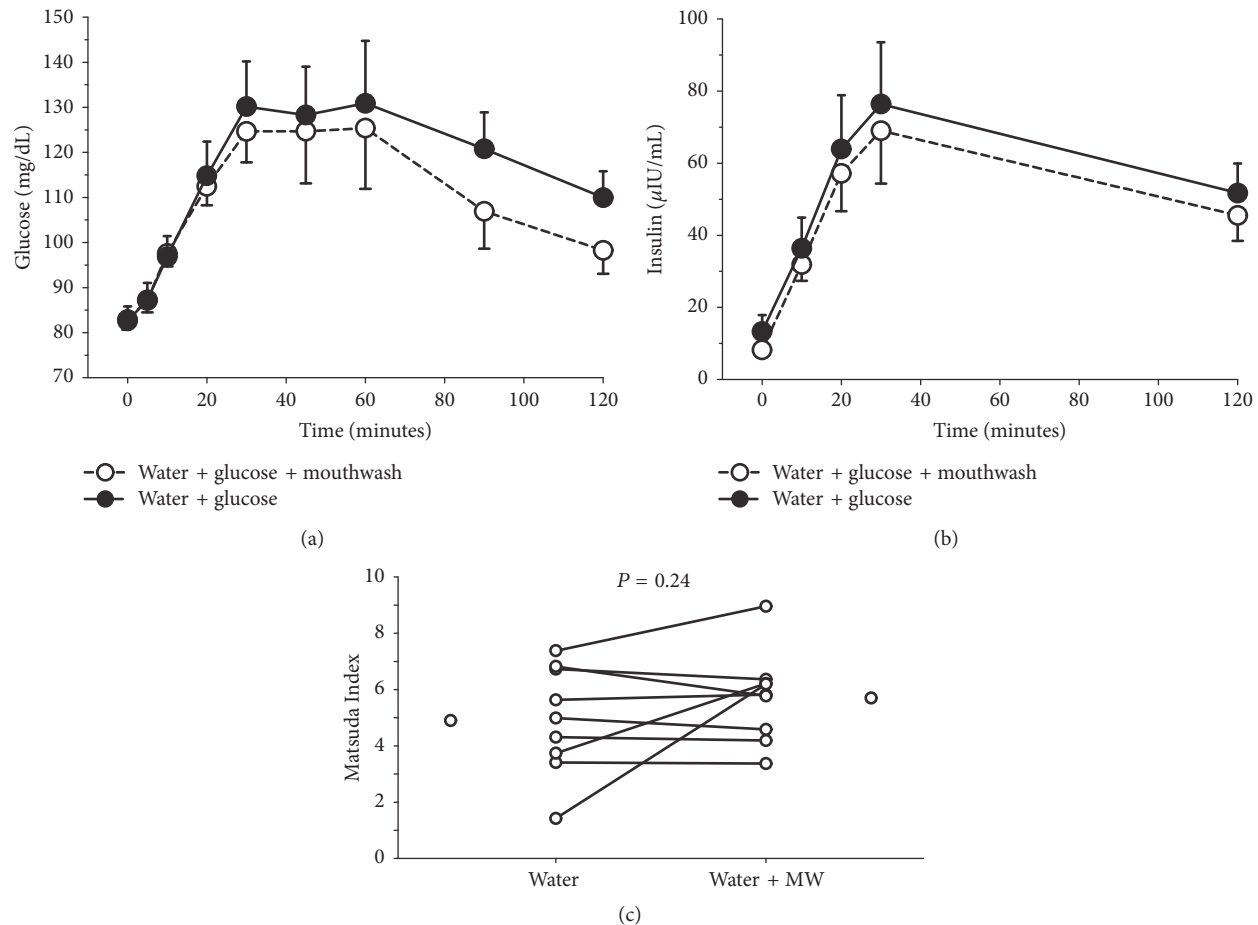 150
140
130
120
110
100
90
80
70
Glucose (mg/dL)
0 20 40 60 80 100 120
Time (minutes)
Water + glucose + mouthwash
Water + glucose
(a)
100
80
60
40
20
0
Insulin (μIU/mL)
0 20 40 60 80 100 120
Time (minutes)
Water + glucose + mouthwash
Water + glucose
(b)
P = 0.24
10
8
6
4
2
0
Matsuda Index
Water Water + MW
(c)